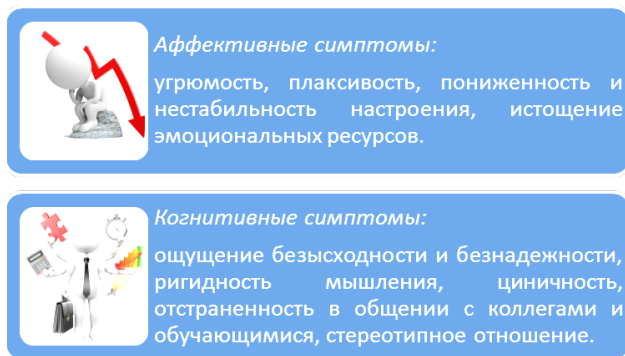 Аффективные симптомы:
угрюмость, плаксивость, пониженность и
нестабильность настроения, истощение
эмоциональных ресурсов.
Когнитивные симптомы:
ощущение безысходности и безнадежности,
ригидность мышления, циничность,
отстраненность в общении с коллегами и
обучающимися, стереотипное отношение.